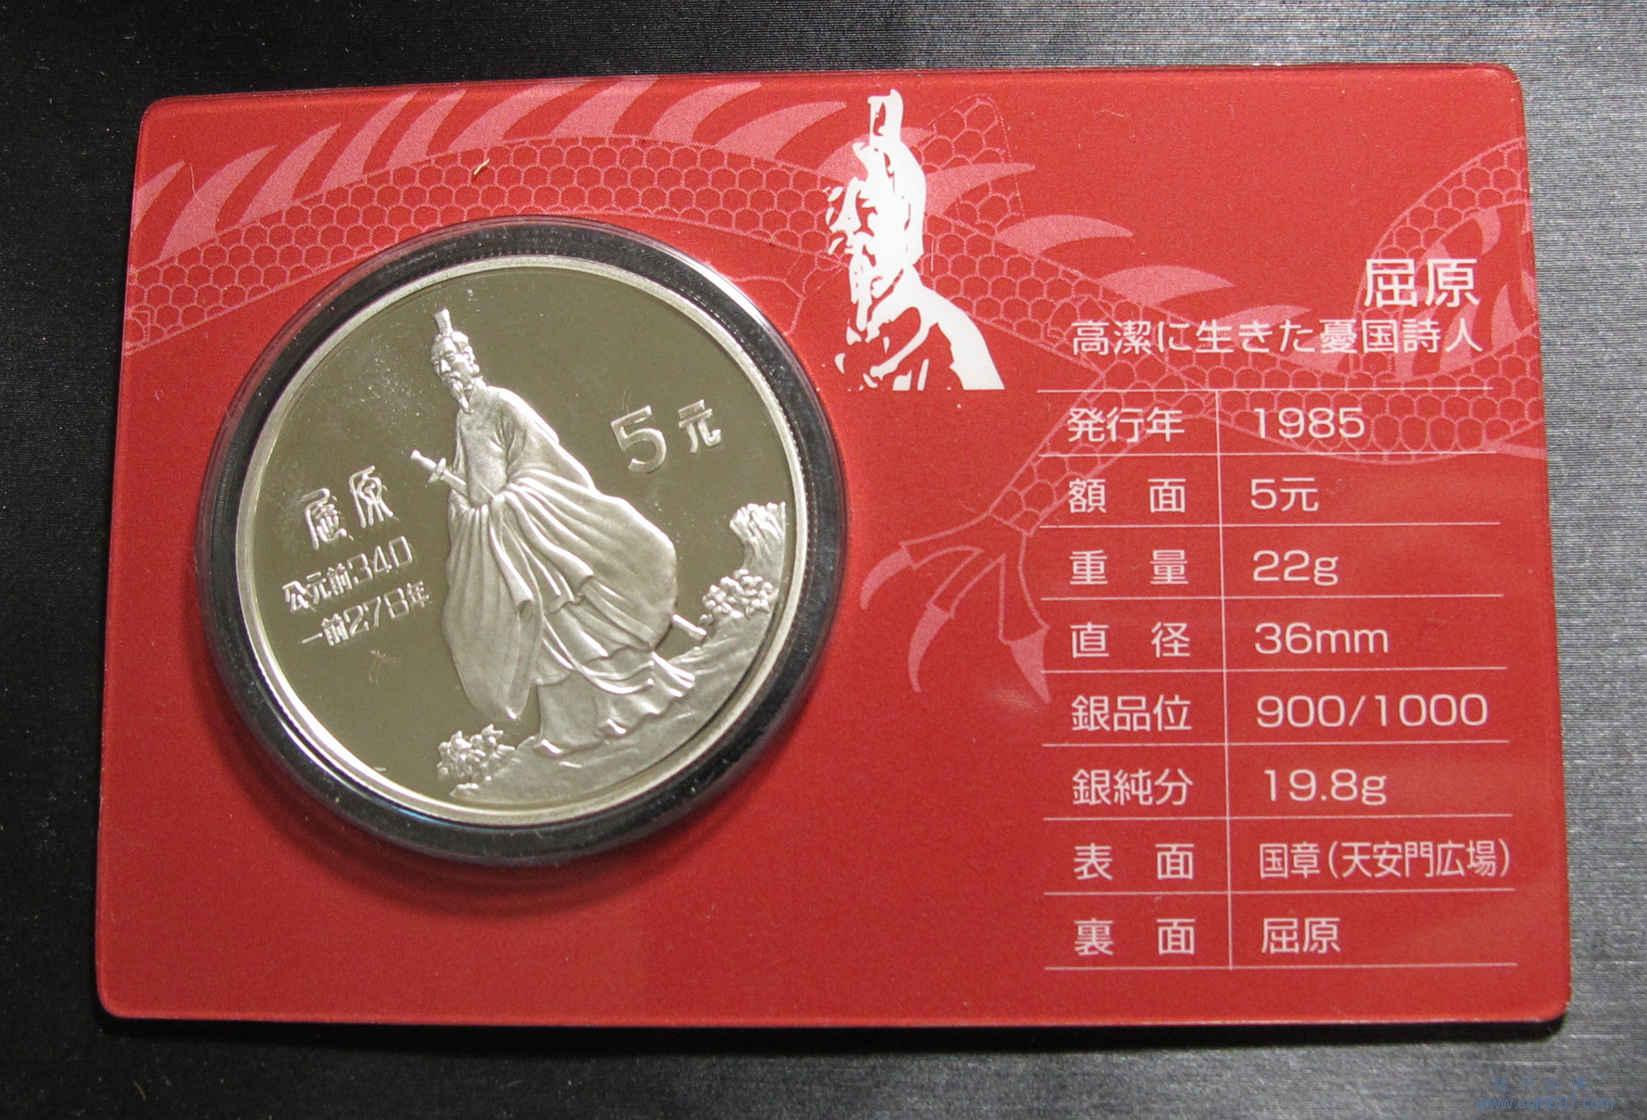 屈原
公元前340
一前278年
5元
屈原
高潔に生きた憂国詩人
発行年 1985
額 面 5元
重 量 22g
直 径 36mm
銀品位 900/1000
銀純分 19.8g
表 面 国章(天安門広場)
裏 面 屈原